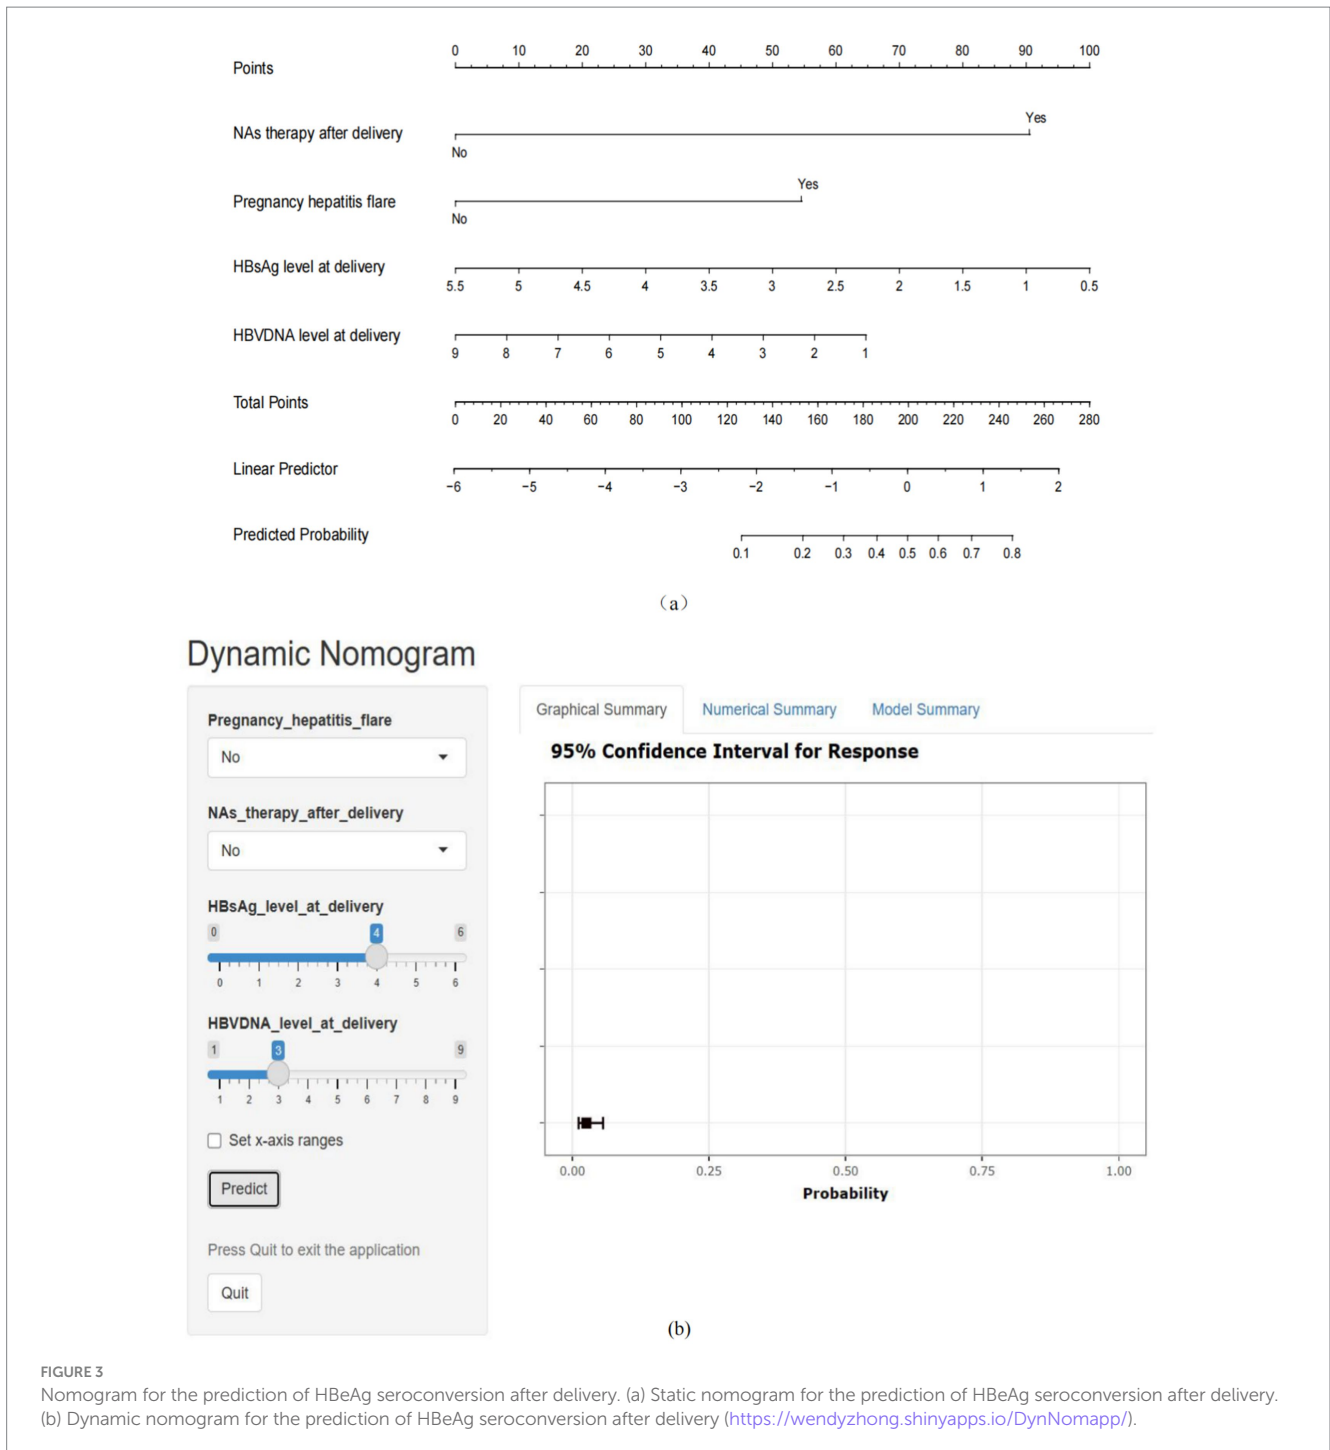 0 10 20 30 40 50 60 70 80 90 100
Points
Yes
NAs therapy after delivery
No
Yes
Pregnancy hepatitis flare
No
HBsAg level at delivery
5.5 5 4.5 4 3.5 3 2.5 2 1.5 1 0.5
HBVDNA level at delivery
9 8 7 6 5 4 3 2 1
Total Points
0 20 40 60 80 100 120 140 160 180 200 220 240 260 280
Linear Predictor
−6 −5 −4 −3 −2 −1 0 1 2
Predicted Probability
0.1 0.2 0.3 0.4 0.5 0.6 0.7 0.8
(a)
Dynamic Nomogram
Pregnancy_hepatitis_flare
No
NAs_therapy_after_delivery
No
HBsAg_level_at_delivery
0 4 6
0 1 2 3 4 5 6
HBVDNA_level_at_delivery
1 3 9
1 2 3 4 5 6 7 8 9
Set x-axis ranges
Predict
Press Quit to exit the application
Quit
Graphical Summary Numerical Summary Model Summary
95% Confidence Interval for Response
0.00 0.25 0.50 0.75 1.00
Probability
(b)
FIGURE 3
Nomogram for the prediction of HBeAg seroconversion after delivery. (a) Static nomogram for the prediction of HBeAg seroconversion after delivery.
(b) Dynamic nomogram for the prediction of HBeAg seroconversion after delivery (https://wendyzhong.shinyapps.io/DynNomapp/).